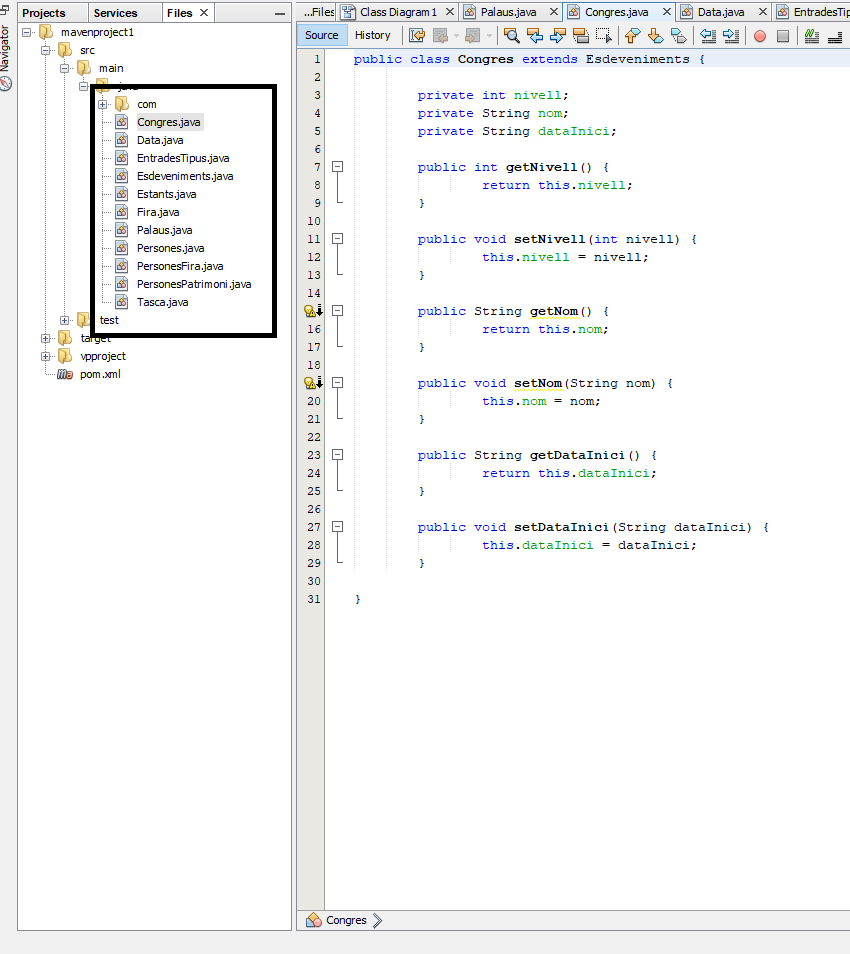 Projects Services Files
Navigator
mavenproject1
src
main
com
Congres.java
Data.java
EntradesTipus.java
Esdeveniments.java
Estants.java
Fira.java
Palaus.java
Persones.java
PersonesFira.java
PersonesPatrimoni.java
Tasca.java
test
target
vpproject
pom.xml
...Files Class Diagram1 Palaus.java Congres.java Data.java EntradesTip
Source History
1 public class Congres extends Esdeveniments {
2
3 private int nivell;
4 private String nom;
5 private String dataInici;
6
7 public int getNivell() {
8 return this.nivell;
9 }
10
11 public void setNivell(int nivell) {
12 this.nivell = nivell;
13 }
14
public String getNom() {
16 return this.nom;
17 }
18
public void setNom(String nom) {
20 this.nom = nom;
21 }
22
23 public String getDataInici() {
24 return this.dataInici;
25 }
26
27 public void setDataInici(String dataInici) {
28 this.dataInici = dataInici;
29 }
30
31 }
Congres